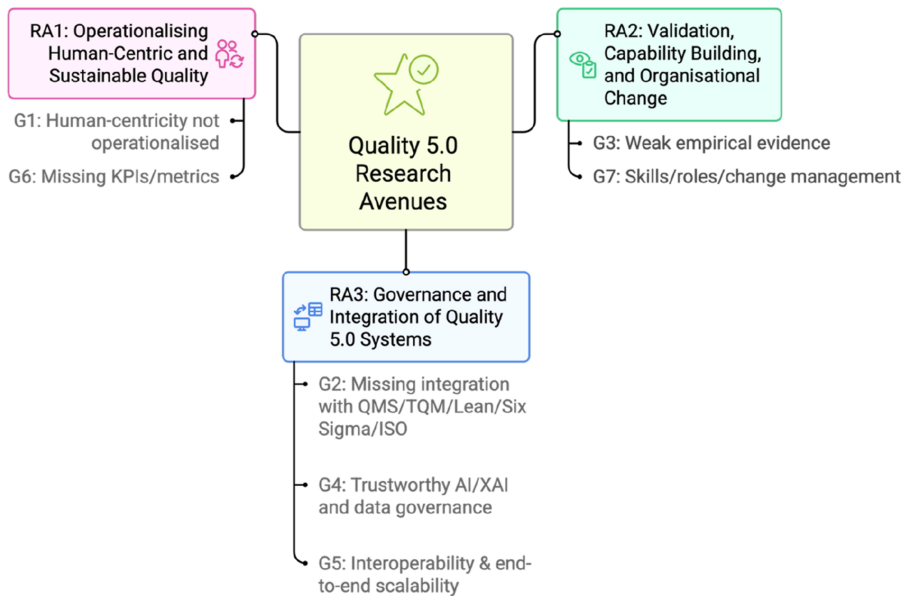 RA1: Operationalising
Human-Centric and
Sustainable Quality
G1: Human-centricity not
operationalised
G6: Missing KPIs/metrics
Quality 5.0
Research
Avenues
RA2: Validation,
Capability Building,
and Organisational
Change
G3: Weak empirical evidence
G7: Skills/roles/change management
RA3: Governance and
Integration of Quality
5.0 Systems
G2: Missing integration
with QMS/TQM/Lean/Six
Sigma/ISO
G4: Trustworthy AI/XAI
and data governance
G5: Interoperability & end-
to-end scalability